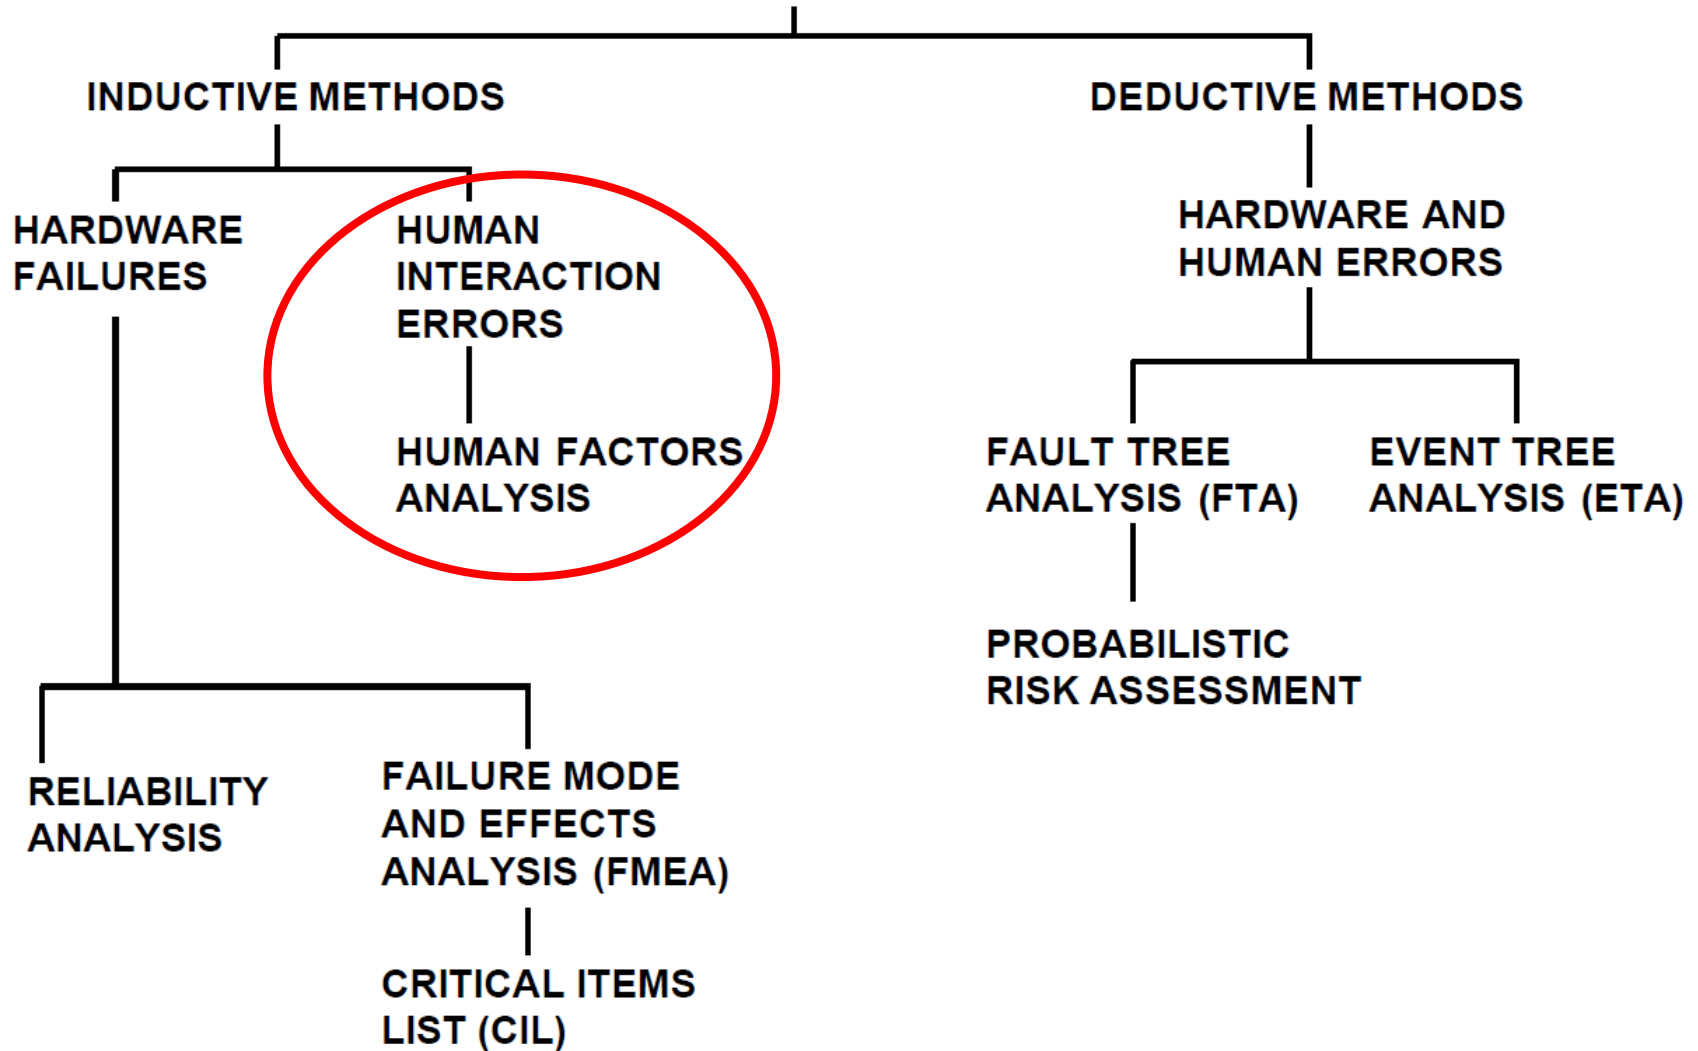 INDUCTIVE METHODS
DEDUCTIVE METHODS
HARDWARE
FAILURES
HUMAN
INTERACTION
ERRORS
HARDWARE AND
HUMAN ERRORS
HUMAN FACTORS
ANALYSIS
FAULT TREE
ANALYSIS (FTA)
EVENT TREE
ANALYSIS (ETA)
PROBABILISTIC
RISK ASSESSMENT
RELIABILITY
ANALYSIS
FAILURE MODE
AND EFFECTS
ANALYSIS (FMEA)
CRITICAL ITEMS
LIST (CIL)